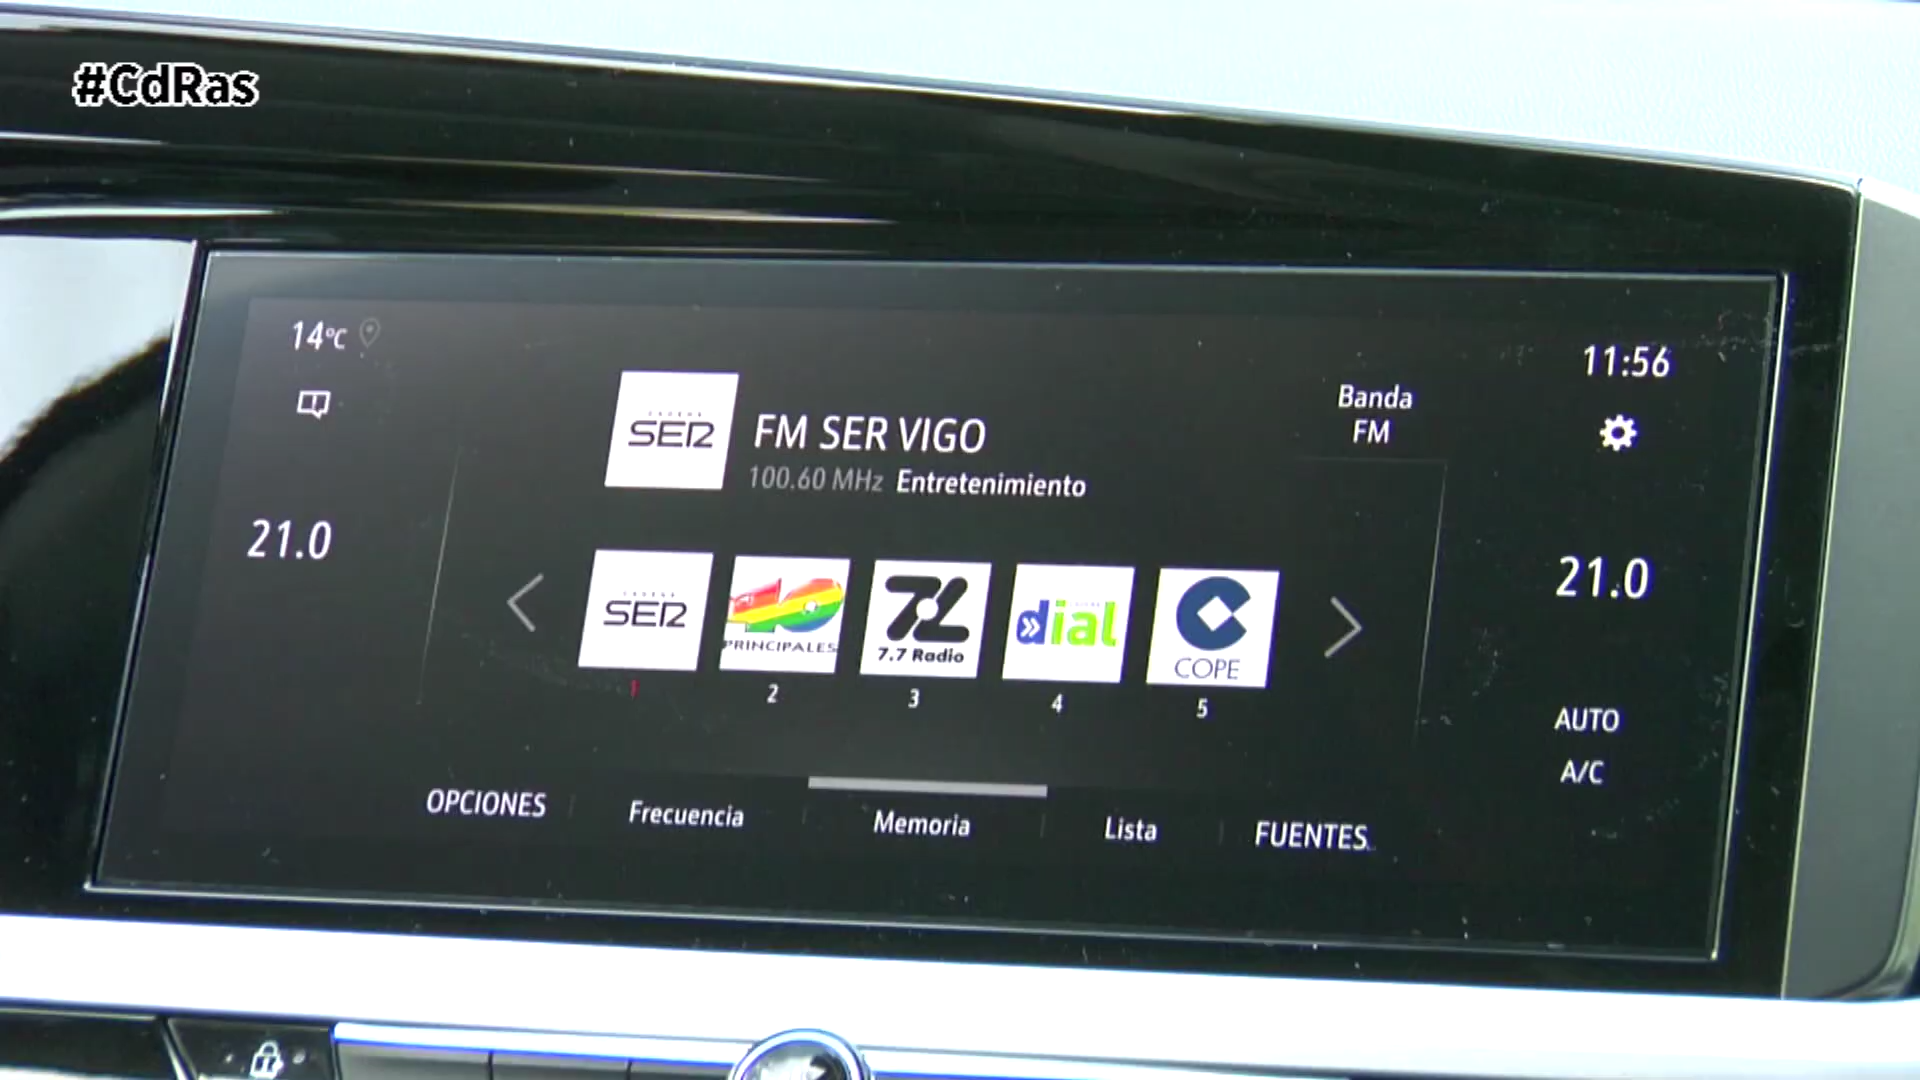 #CdRas
14°C
11:56
Banda
FM
SER
FM SER VIGO
100.60 MHz Entretenimiento
21.0
21.0
SER
40
PRINCIPALES
7.7 Radio
dial
COPE
1
2
3
4
5
AUTO
A/C
OPCIONES
Frecuencia
Memoria
Lista
FUENTES